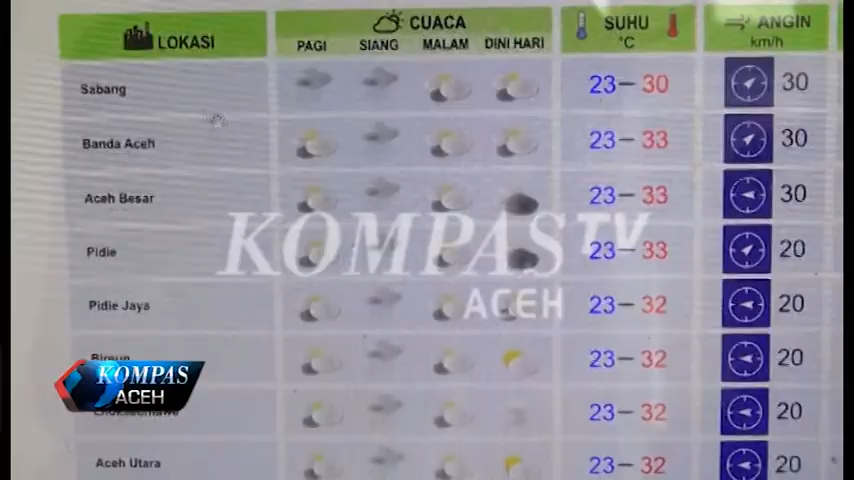 LOKASI CUACA SUHU ANGIN
PAGI SIANG MALAM DINI HARI °C km/h
Sabang 23 – 30 30
Banda Aceh 23 – 33 30
Aceh Besar 23 – 33 30
KOMPASTV
Pidie 23 – 33 20
ACEH
Pidie Jaya 23 – 32 20
Bireun 23 – 32 20
KOMPAS
ACEH
23 – 32 20
Aceh Utara 23 – 32 20